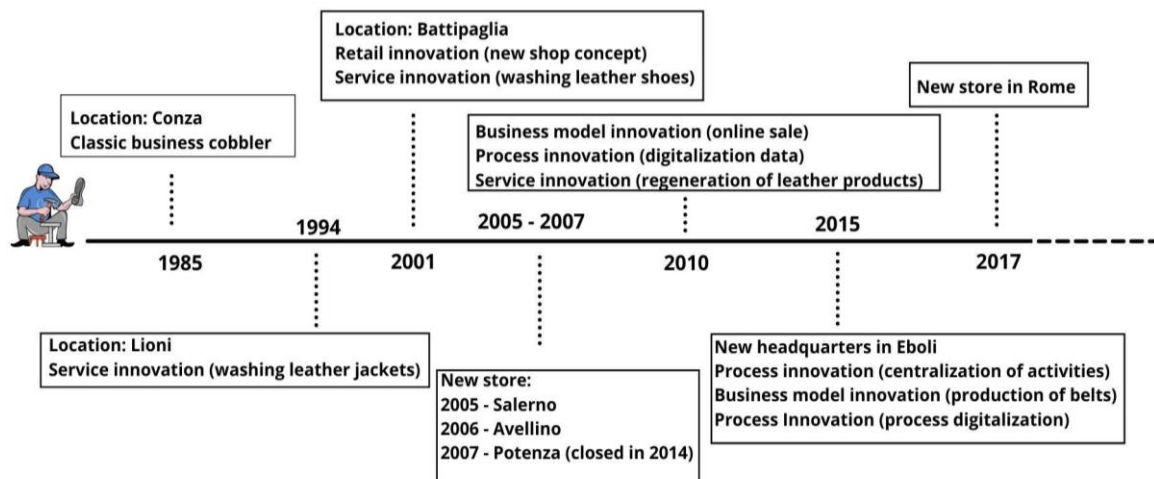 Location: Battipaglia
Retail innovation (new shop concept)
Service innovation (washing leather shoes)
New store in Rome
Location: Conza
Classic business cobbler
Business model innovation (online sale)
Process innovation (digitalization data)
Service innovation (regeneration of leather products)
1994
2005 - 2007
2015
1985
2001
2010
2017
Location: Lioni
Service innovation (washing leather jackets)
New store:
2005 - Salerno
2006 - Avellino
2007 - Potenza (closed in 2014)
New headquarters in Eboli
Process innovation (centralization of activities)
Business model innovation (production of belts)
Process Innovation (process digitalization)